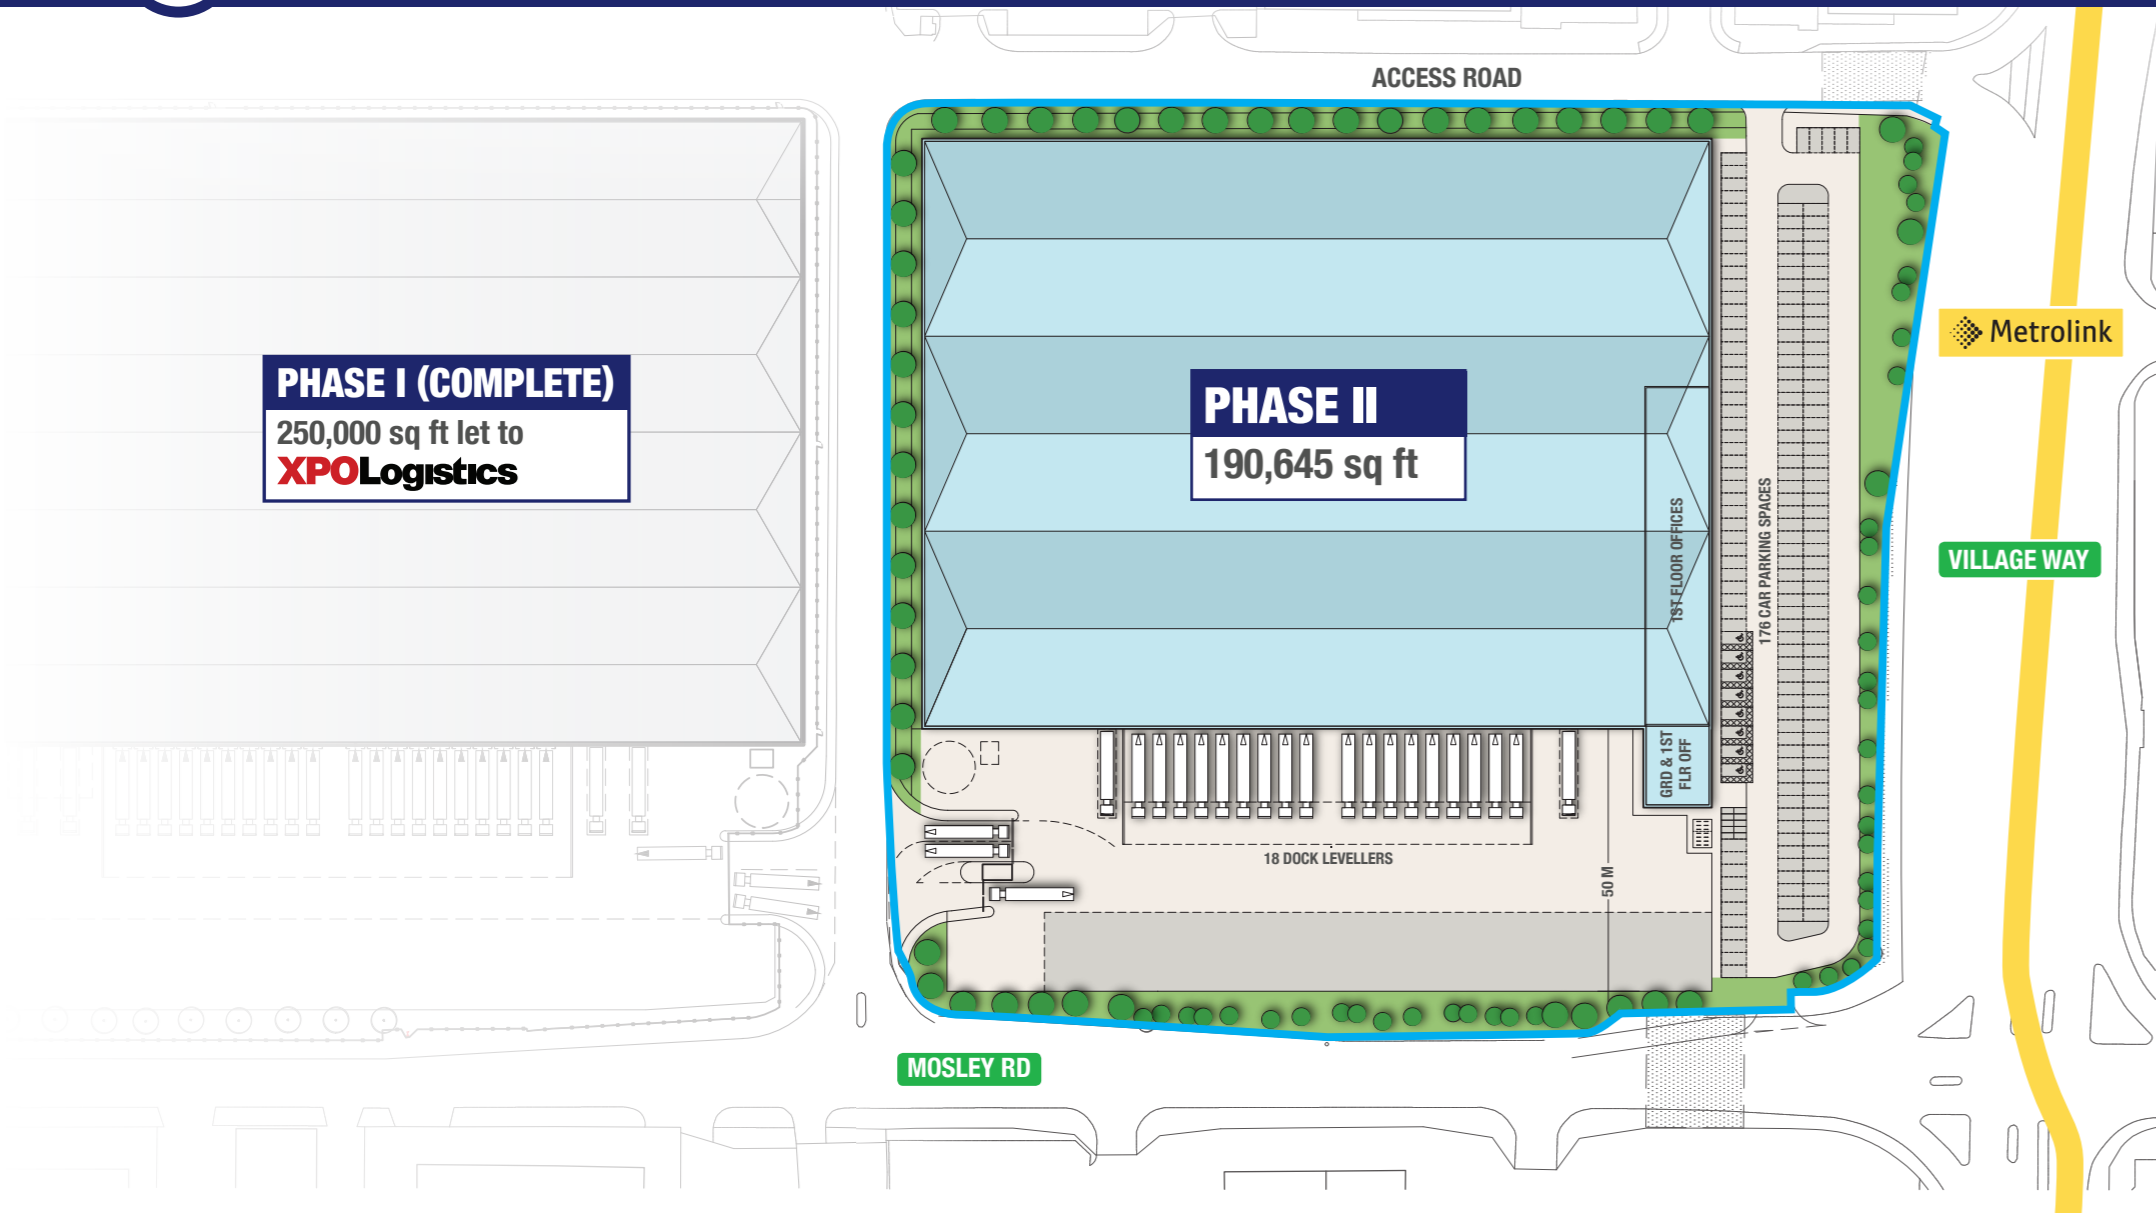 ACCESS ROAD
PHASE I (COMPLETE)
250,000 sq ft let to
XPOLogistics
PHASE II
190,645 sq ft
1ST FLOOR OFFICES
176 CAR PARKING SPACES
Metrolink
VILLAGE WAY
GRD & 1ST
FLR OFF
18 DOCK LEVELLERS
50 M
MOSLEY RD